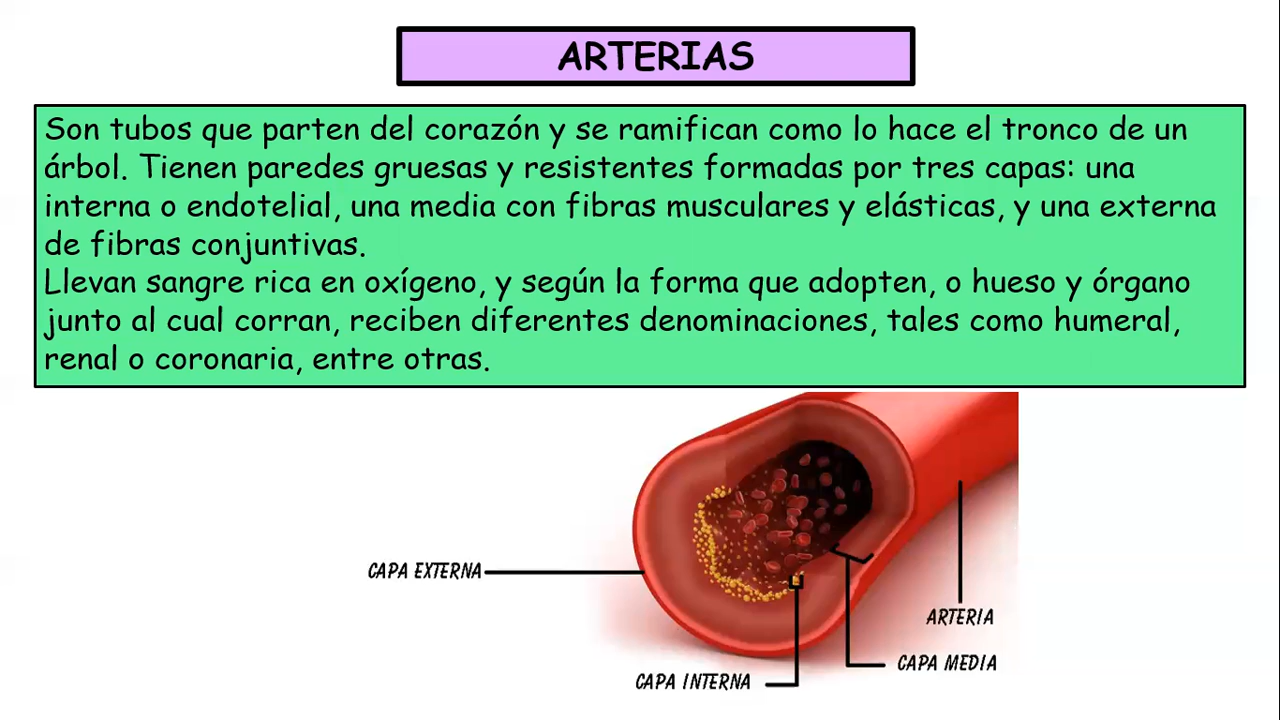 ARTERIAS
Son tubos que parten del corazón y se ramifican como lo hace el tronco de un
árbol. Tienen paredes gruesas y resistentes formadas por tres capas: una
interna o endotelial, una media con fibras musculares y elásticas, y una externa
de fibras conjuntivas.
Llevan sangre rica en oxígeno, y según la forma que adopten, o hueso y órgano
junto al cual corran, reciben diferentes denominaciones, tales como humeral,
renal o coronaria, entre otras.
CAPA EXTERNA
ARTERIA
CAPA MEDIA
CAPA INTERNA